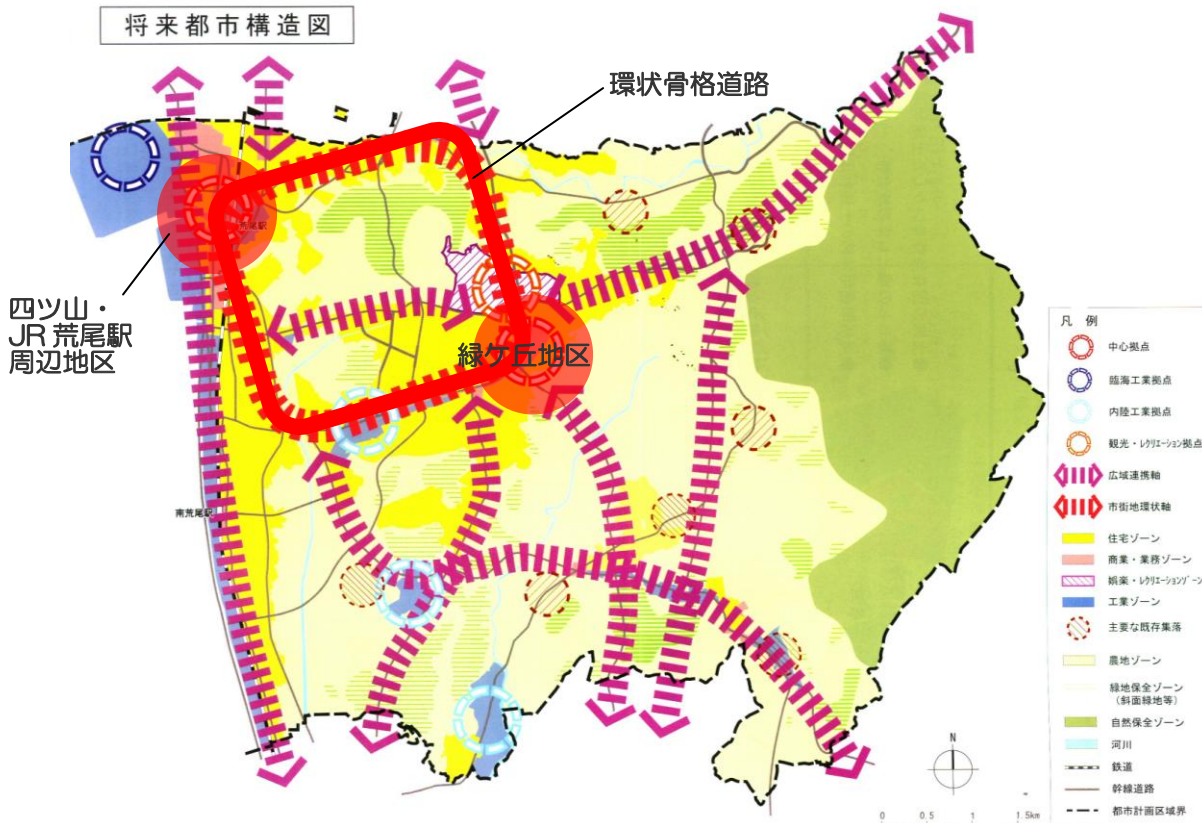 将来都市構造図
環状骨格道路
荒尾駅
四ツ山・
JR荒尾駅
周辺地区
緑ケ丘地区
南荒尾駅
凡 例
中心拠点
臨海工業拠点
内陸工業拠点
観光・レクリエーション拠点
広域連携軸
市街地環状軸
住宅ゾーン
商業・業務ゾーン
娯楽・レクリエーションゾーン
工業ゾーン
主要な既存集落
農地ゾーン
緑地保全ゾーン
(斜面緑地等)
自然保全ゾーン
河川
鉄道
幹線道路
都市計画区域界
N
0 0.5 1 1.5km